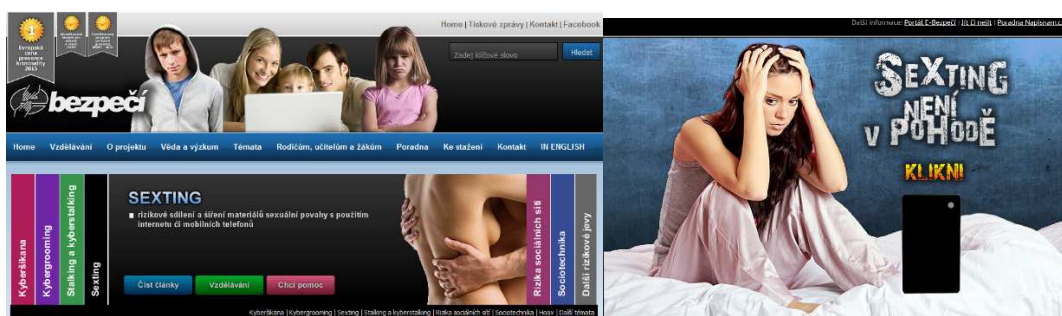 Home | Tiskové zprávy | Kontakt | Facebook
1
Evropská
cena
prevence
kriminality
2015
Zadej klíčové slovo
Hledat
bezpečí
Home Vzdělávání O projektu Věda a výzkum Témata Rodičům, učitelům a žákům Poradna Ke stažení Kontakt IN ENGLISH
Kyberšikana
Kybergrooming
Stalking a kyberstalking
Sexting
SEXTING
rizikové sdílení a šíření materiálů sexuální povahy s použitím
internetu či mobilních telefonů
Číst články Vzdělávání Chci pomoc
Rizika sociálních sítí
Sociotechnika
Další rizikové jevy
Kyberšikana | Kybergrooming | Sexting | Stalking a kyberstalking | Rizika sociálních sítí | Sociotechnika | Hoax | Další témata
Další informace: Portál E-Bezpečí | Jít či nejít | Poradna Napisnam.c
SEXTING
NENÍ
V POHODĚ
KLIKNI